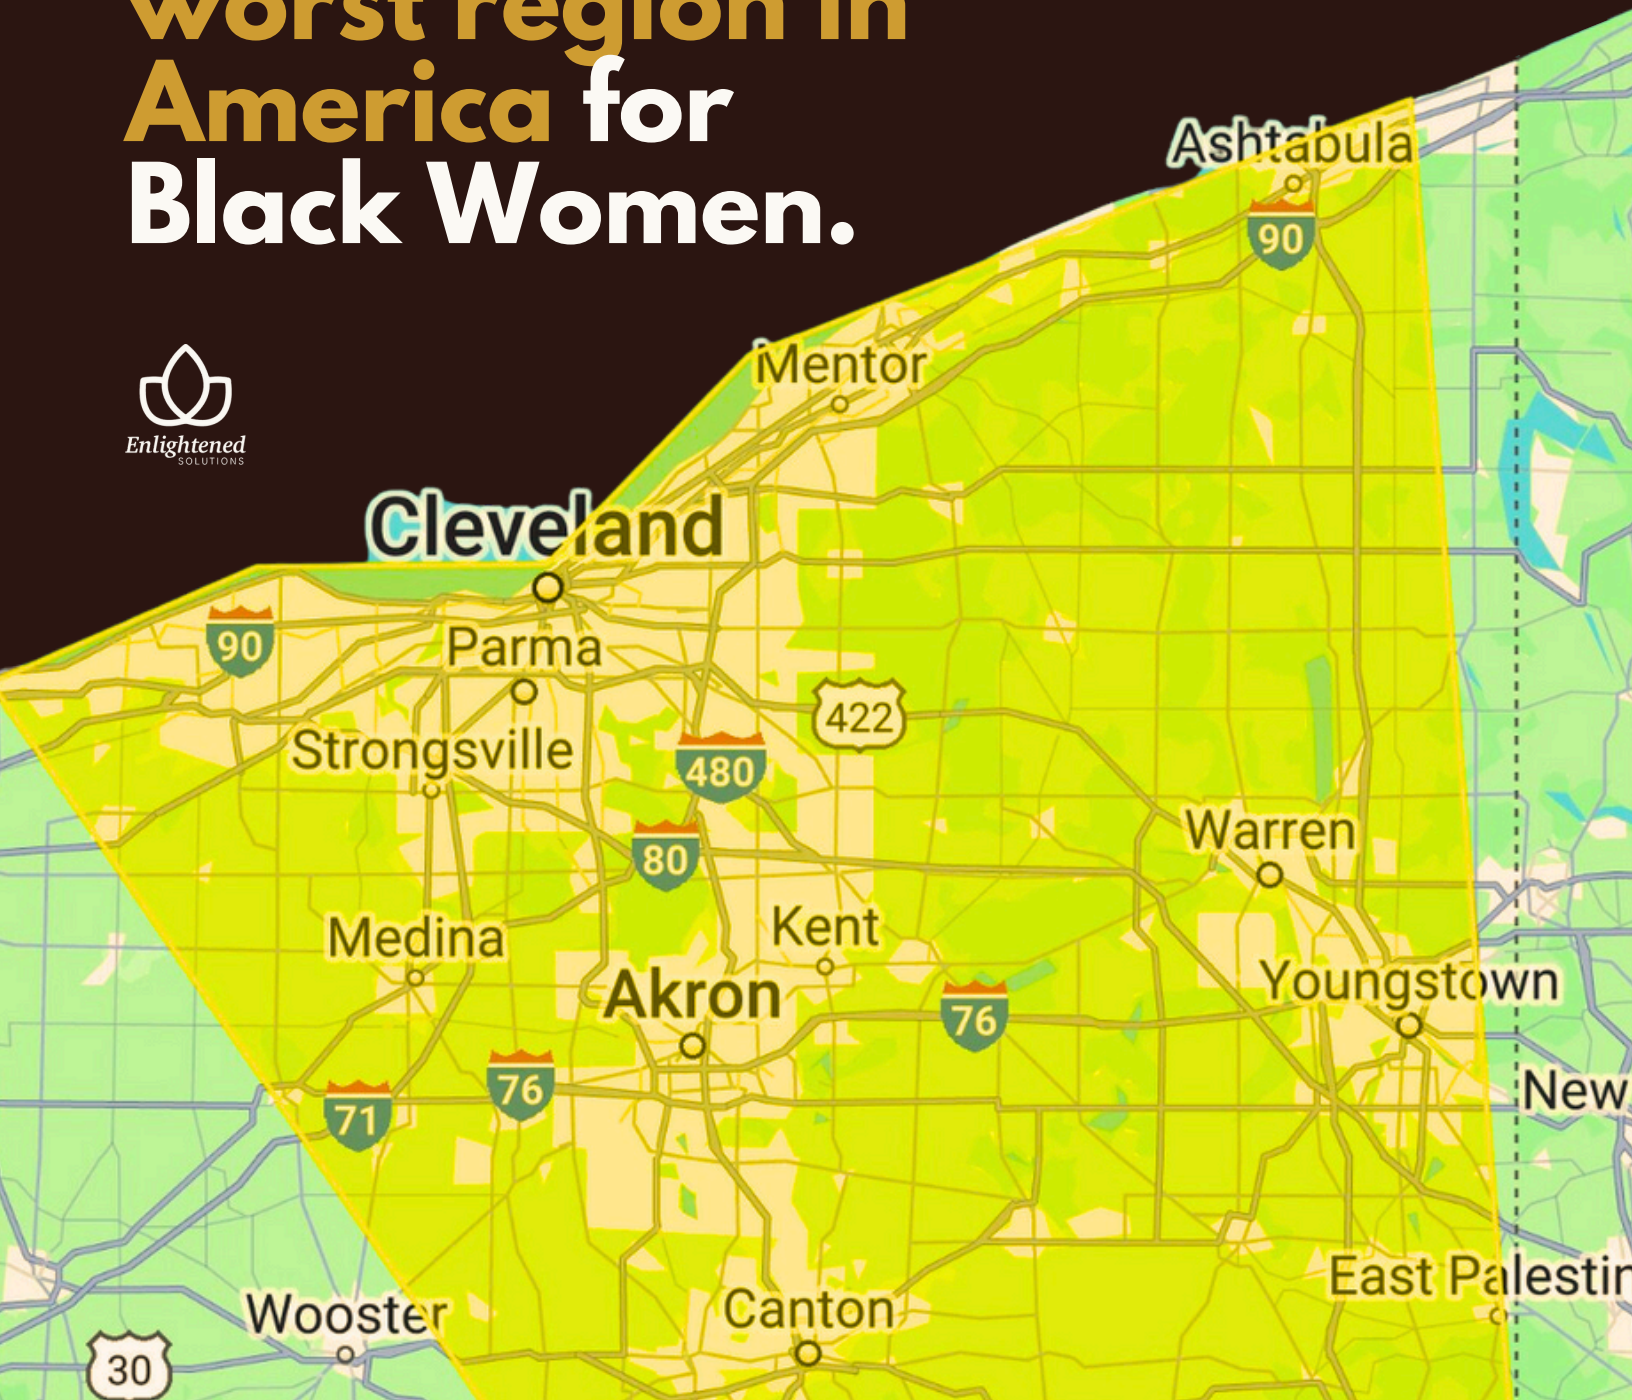 worst region in
America for
Black Women.
Enlightened
SOLUTIONS
Ashtabula
90
Mentor
Cleveland
90
Parma
422
Strongsville
480
Warren
80
Kent
Medina
Youngstown
Akron
76
76
New
71
East Palestin
Canton
Wooster
30